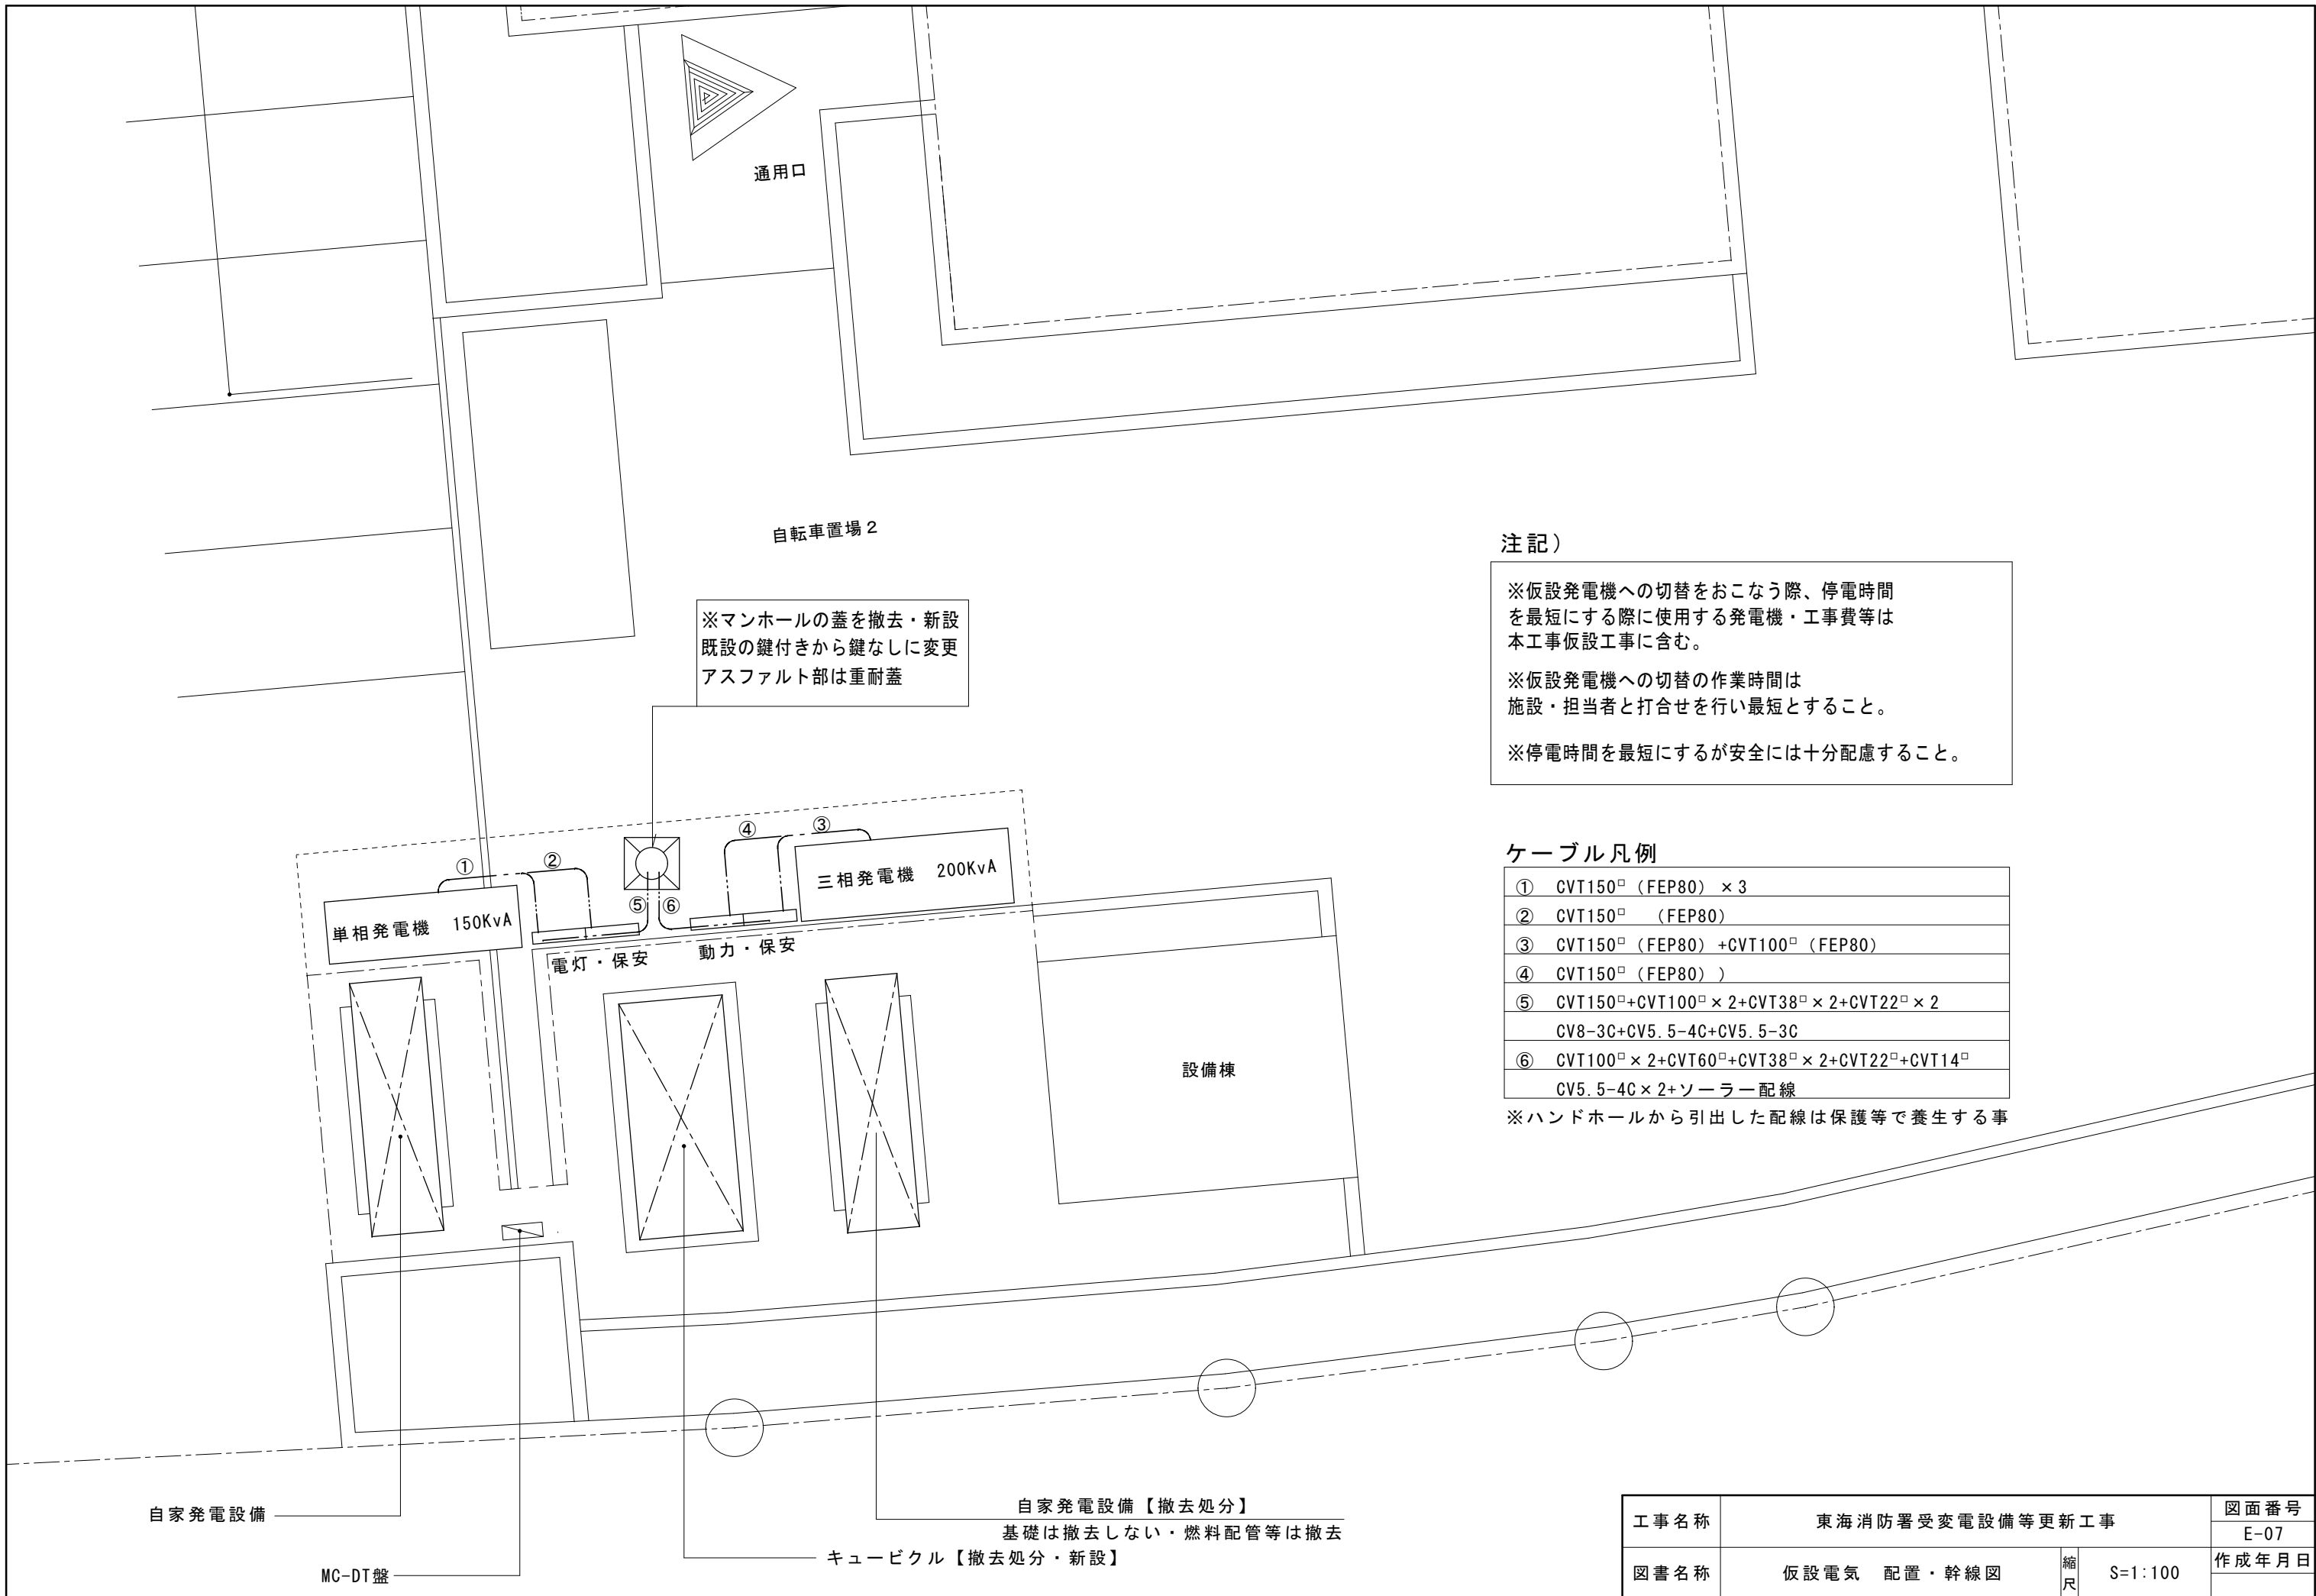 通用口
自転車置場２
※マンホールの蓋を撤去・新設
既設の鍵付きから鍵なしに変更
アスファルト部は重耐蓋
注記）
※仮設発電機への切替をおこなう際、停電時間
を最短にする際に使用する発電機・工事費等は
本工事仮設工事に含む。
※仮設発電機への切替の作業時間は
施設・担当者と打合せを行い最短とすること。
※停電時間を最短にするが安全には十分配慮すること。
① ② ④ ③
⑤ ⑥
単相発電機　150KvA
三相発電機　200KvA
電灯・保安
動力・保安
設備棟
ケーブル凡例
① CVT150□（FEP80）×3
② CVT150□　（FEP80）
③ CVT150□（FEP80）+CVT100□（FEP80）
④ CVT150□（FEP80））
⑤ CVT150□+CVT100□×2+CVT38□×2+CVT22□×2
CV8-3C+CV5.5-4C+CV5.5-3C
⑥ CVT100□×2+CVT60□+CVT38□×2+CVT22□+CVT14□
CV5.5-4C×2+ソーラー配線
※ハンドホールから引出した配線は保護等で養生する事
自家発電設備
MC-DT盤
自家発電設備【撤去処分】
基礎は撤去しない・燃料配管等は撤去
キュービクル【撤去処分・新設】
工事名称　東海消防署受変電設備等更新工事
図面番号
E-07
図書名称　仮設電気　配置・幹線図　縮尺　S=1:100
作成年月日